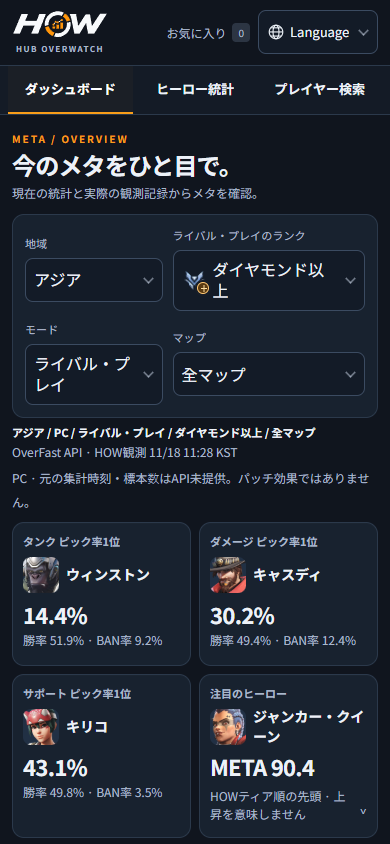 HOW
HUB OVERWATCH
お気に入り 0
Language
ダッシュボード ヒーロー統計 プレイヤー検索
META / OVERVIEW
今のメタをひと目で。
現在の統計と実際の観測記録からメタを確認。
地域
アジア
ライバル・プレイのランク
ダイヤモンド以
上
モード
ライバル・プ
レイ
マップ
全マップ
アジア / PC / ライバル・プレイ / ダイヤモンド以上 / 全マップ
OverFast API · HOW観測 11/18 11:28 KST
PC · 元の集計時刻・標本数はAPI未提供。パッチ効果ではありませ
ん。
タンク ピック率1位
ウィンストン
14.4%
勝率 51.9% · BAN率 9.2%
ダメージ ピック率1位
キャスディ
30.2%
勝率 49.4% · BAN率 12.4%
サポート ピック率1位
キリコ
43.1%
勝率 49.8% · BAN率 3.5%
注目のヒーロー
ジャンカー・クイ
ーン
META 90.4
HOWティア順の先頭 · 上
昇を意味しません